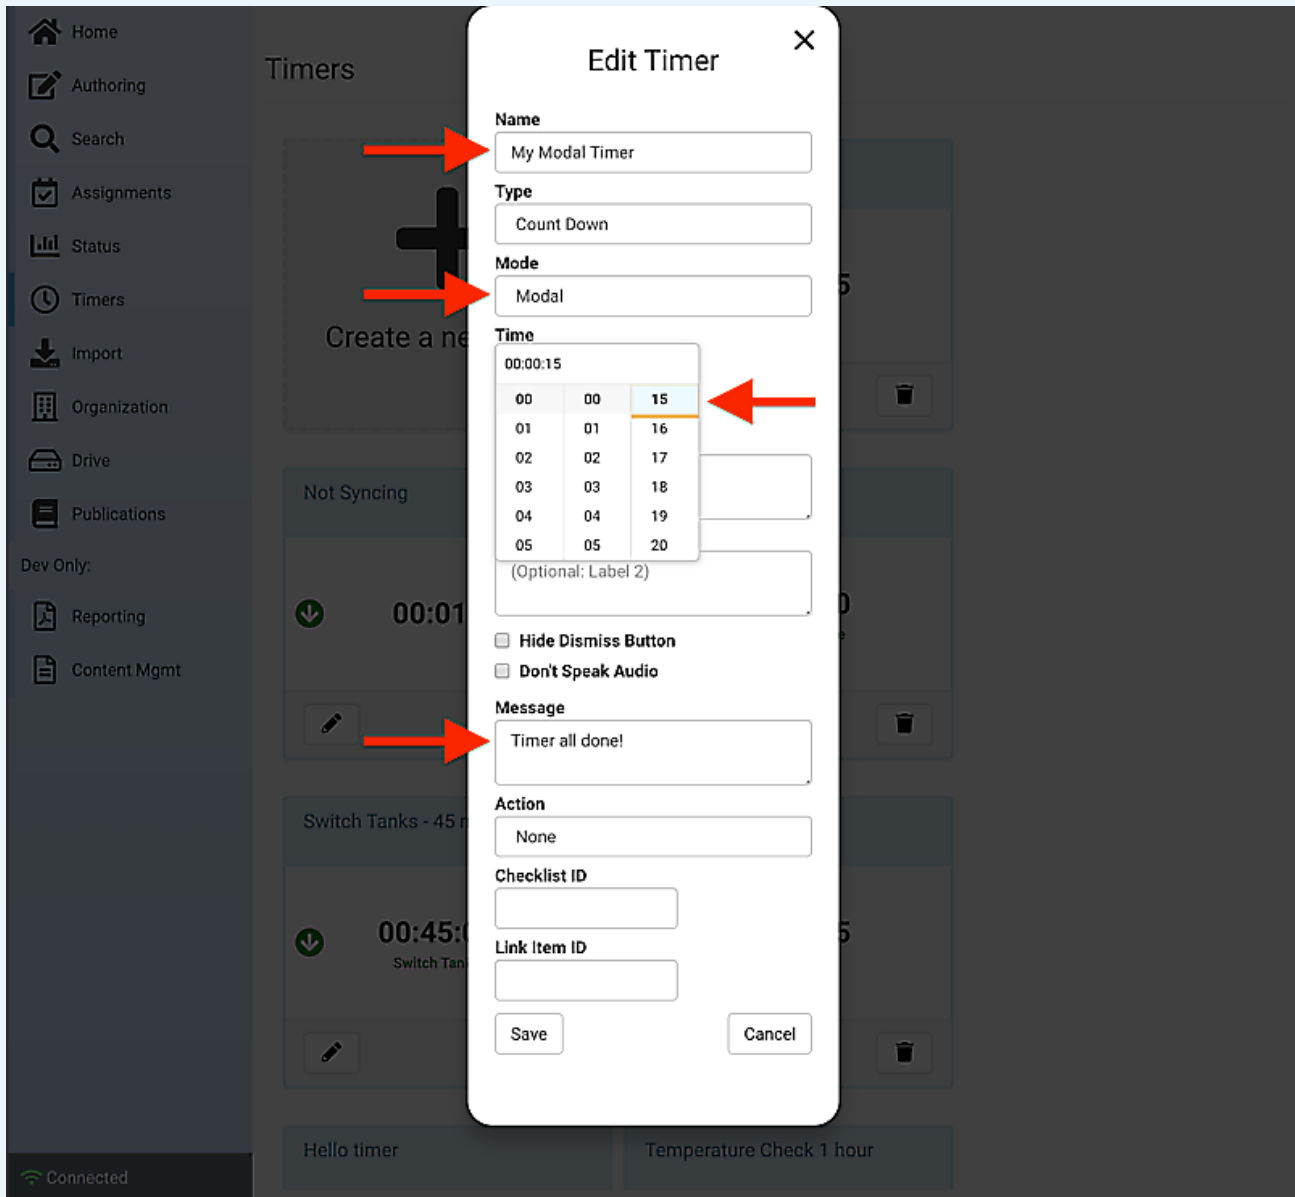 Home
Authoring
Search
Assignments
Status
Timers
Import
Organization
Drive
Publications
Dev Only:
Reporting
Content Mgmt
Connected
Timers
Create a ne
5
Not Syncing
00:01
0
e
Switch Tanks - 45 m
00:45:0
Switch Tan
5
Hello timer
Temperature Check 1 hour
Edit Timer
Name
My Modal Timer
Type
Count Down
Mode
Modal
Time
00:00:15
00 00 15
01 01 16
02 02 17
03 03 18
04 04 19
05 05 20
(Optional: Label 2)
Hide Dismiss Button
Don't Speak Audio
Message
Timer all done!
Action
None
Checklist ID
Link Item ID
Save Cancel